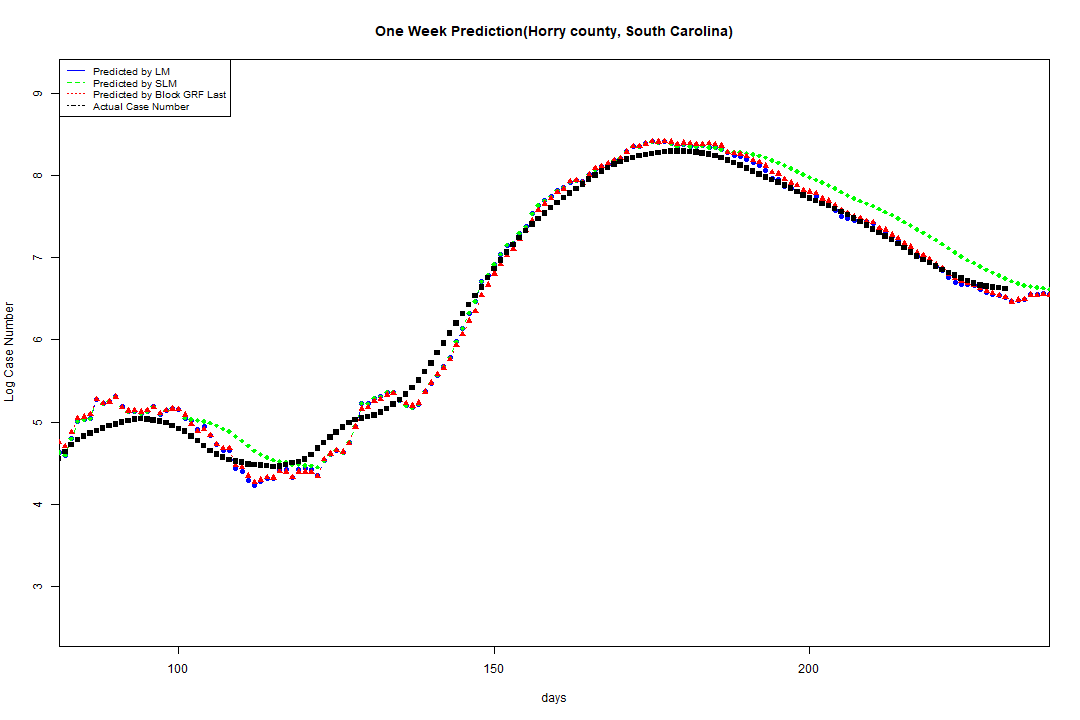 One Week Prediction(Horry county, South Carolina)
Predicted by LM
Predicted by SLM
Predicted by Block GRF Last
Actual Case Number
Log Case Number
9
8
7
6
5
4
3
100 150 200
days